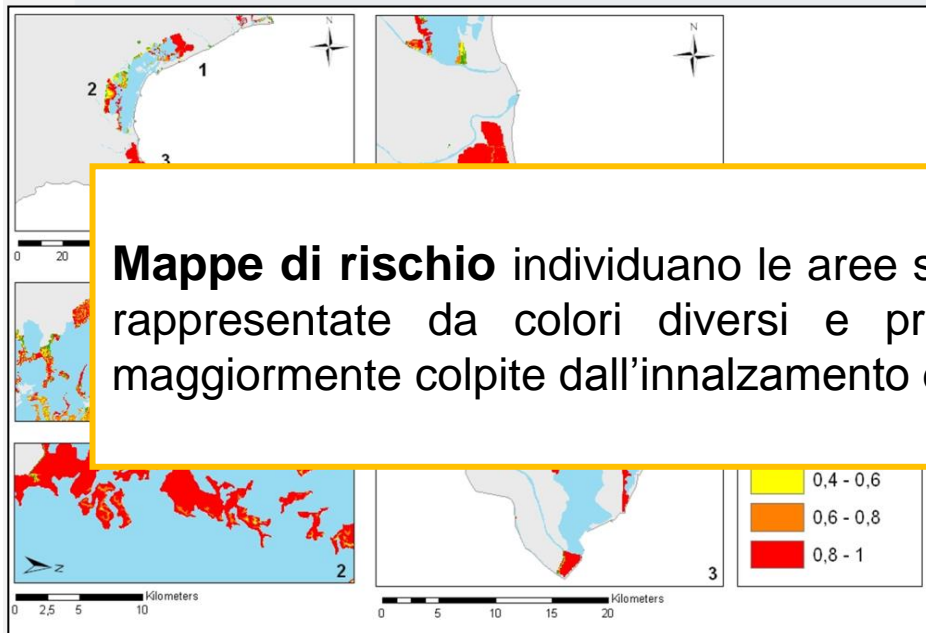 N
1
2
3
0 20
N
Mappe di rischio individuano le aree
rappresentate da colori diversi e
maggiormente colpite dall'innalzamento
Z
2
Kilometers
0 2,5 5 10
3
Kilometers
0 5 10 15 20
0,4 - 0,6
0,6 - 0,8
0,8 - 1